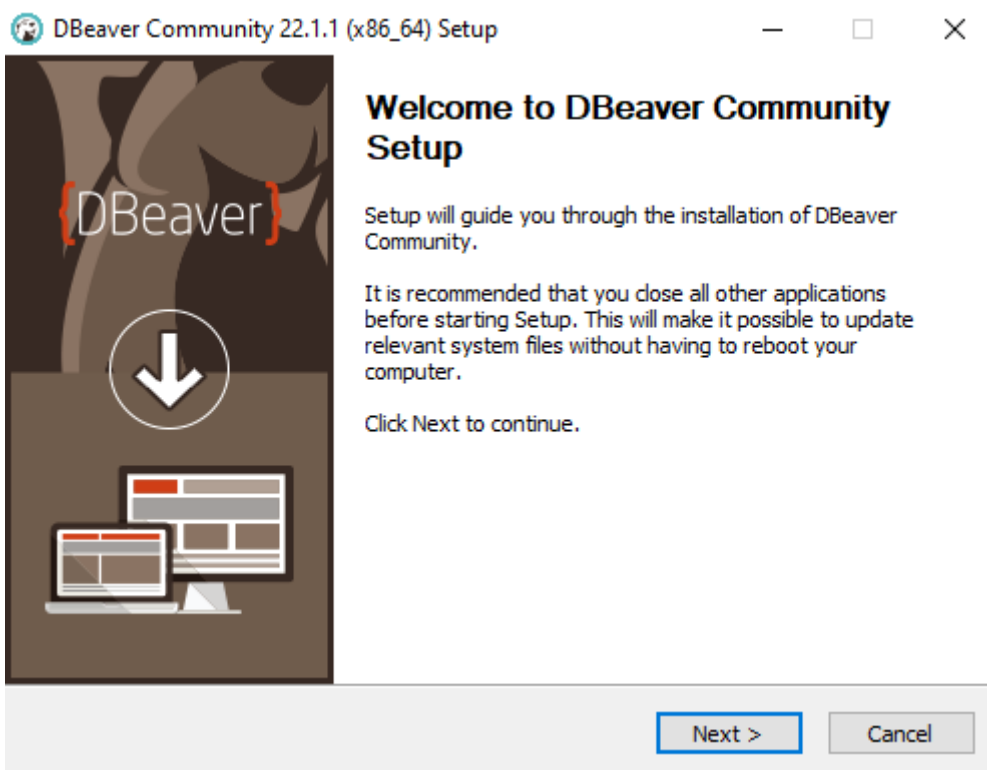 DBeaver Community 22.1.1 (x86_64) Setup
{DBeaver}
Welcome to DBeaver Community
Setup
Setup will guide you through the installation of DBeaver
Community.
It is recommended that you close all other applications
before starting Setup. This will make it possible to update
relevant system files without having to reboot your
computer.
Click Next to continue.
Next >
Cancel